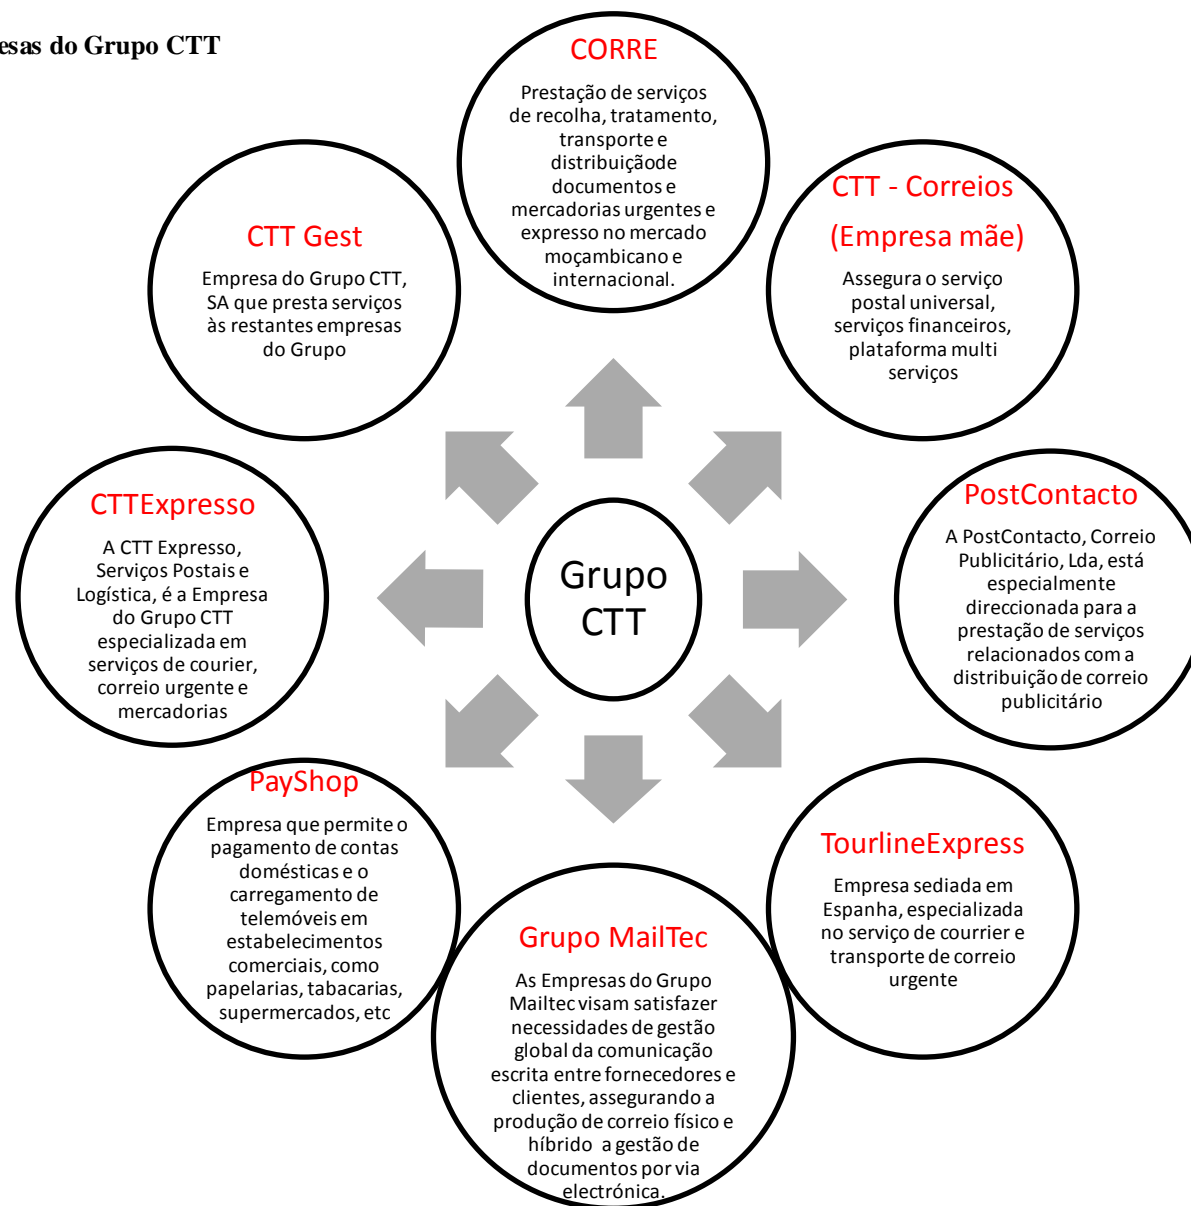 esas do Grupo CTT
CORRE
Prestação de serviços
de recolha, tratamento,
transporte e
distribuiçãode
documentos e
mercadorias urgentes e
expresso no mercado
moçambicano e
internacional.
CTT - Correios
(Empresa mãe)
Assegura o serviço
postal universal,
serviços financeiros,
plataforma multi
serviços
PostContacto
A PostContacto, Correio
Publicitário, Lda, está
especialmente
direccionada para a
prestação de serviços
relacionados com a
distribuição de correio
publicitário
TourlineExpress
Empresa sediada em
Espanha, especializada
no serviço de courrier e
transporte de correio
urgente
Grupo MailTec
As Empresas do Grupo
Mailtec visam satisfazer
necessidades de gestão
global da comunicação
escrita entre fornecedores e
clientes, assegurando a
produção de correio físico e
híbrido a gestão de
documentos por via
electrónica.
PayShop
Empresa que permite o
pagamento de contas
domésticas e o
carregamento de
telemóveis em
estabelecimentos
comerciais, como
papelarias, tabacarias,
supermercados, etc
CTTExpresso
A CTT Expresso,
Serviços Postais e
Logística, é a Empresa
do Grupo CTT
especializada em
serviços de courier,
correio urgente e
mercadorias
CTT Gest
Empresa do Grupo CTT,
SA que presta serviços
às restantes empresas
do Grupo
Grupo
CTT